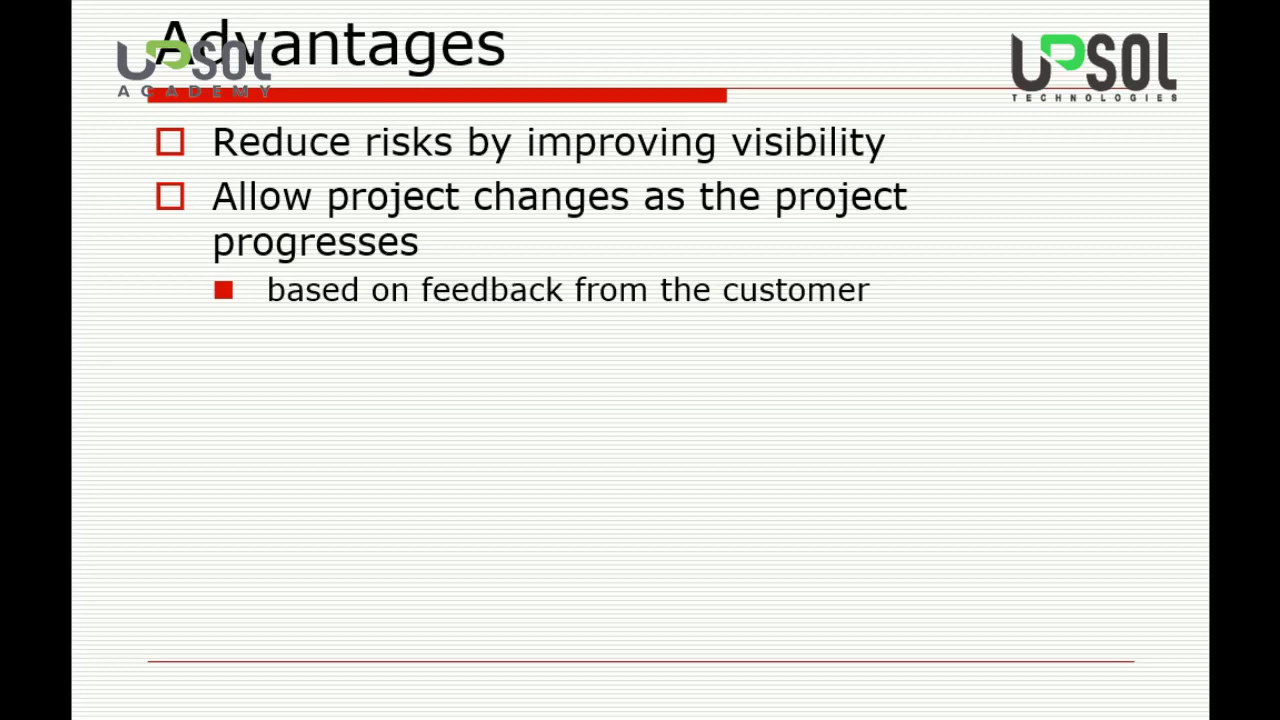 Advantages
UPSOL
ACADEMY
UPSOL
TECHNOLOGIES
Reduce risks by improving visibility
Allow project changes as the project
progresses
based on feedback from the customer